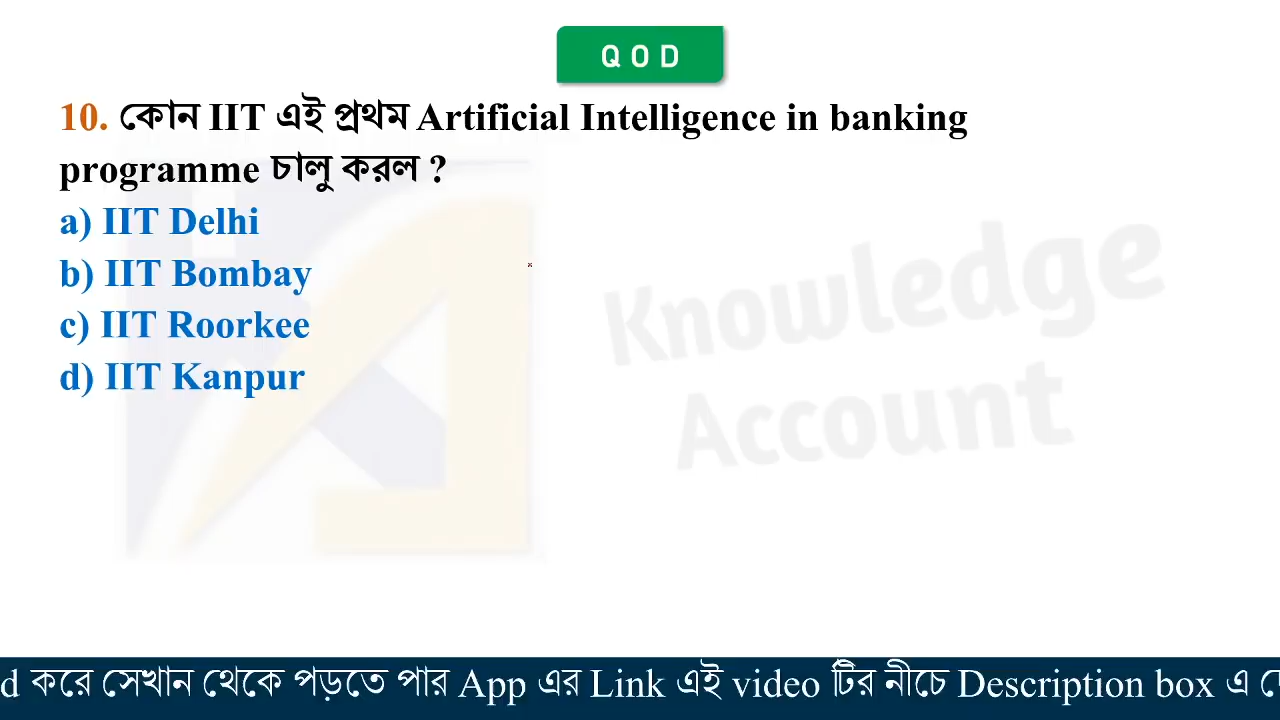 QOD
10. কোন IIT এই প্রথম Artificial Intelligence in banking
programme চালু করল ?
a) IIT Delhi
b) IIT Bombay
c) IIT Roorkee
d) IIT Kanpur
Knowledge
Account
d করে সেখান থেকে পড়তে পার App এর Link এই video টির নীচে Description box এ